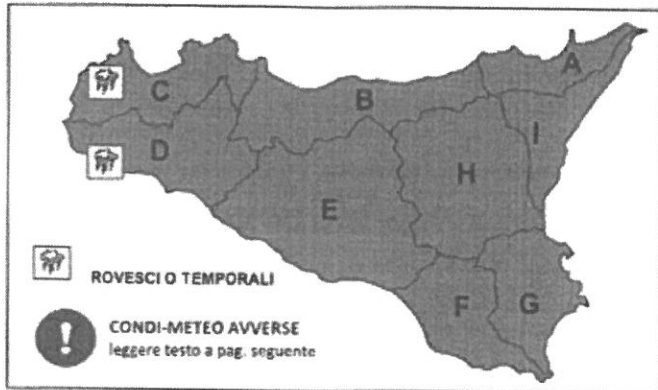 A
C
B
I
D
H
E
ROVESCI O TEMPORALI
F
G
CONDI-METEO AVVERSE
leggere testo a pag. seguente